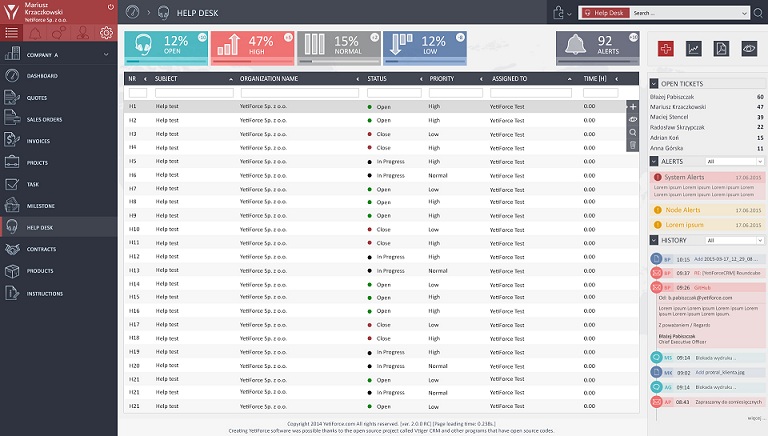 Mariusz
Krzaczkowski
YetiForce Sp. z o.o.
HELP DESK
Help Desk
Search ...
COMPANY A
DASHBOARD
QUOTES
SALES ORDERS
INVOICES
PROJCTS
TASK
MILESTONE
HELP DESK
CONTRACTS
PRODUCTS
INSTRUCTIONS
12% OPEN
47% HIGH
15% NORMAL
12% LOW
92 ALERTS
NR SUBJECT ORGANIZATION NAME STATUS PRIORITY ASSIGNED TO TIME [H]
H1 Help test YetiForce Sp. z o.o. Open High YetiForce Test 0.00
H2 Help test YetiForce Sp. z o.o. Open High YetiForce Test 0.00
H3 Help test YetiForce Sp. z o.o. Close Low YetiForce Test 0.00
H4 Help test YetiForce Sp. z o.o. Close High YetiForce Test 0.00
H5 Help test YetiForce Sp. z o.o. In Progress High YetiForce Test 0.00
H6 Help test YetiForce Sp. z o.o. In Progress Normal YetiForce Test 0.00
H7 Help test YetiForce Sp. z o.o. Open Low YetiForce Test 0.00
H8 Help test YetiForce Sp. z o.o. Open High YetiForce Test 0.00
H9 Help test YetiForce Sp. z o.o. Open High YetiForce Test 0.00
H10 Help test YetiForce Sp. z o.o. Close Low YetiForce Test 0.00
H11 Help test YetiForce Sp. z o.o. Close High YetiForce Test 0.00
H12 Help test YetiForce Sp. z o.o. In Progress High YetiForce Test 0.00
H13 Help test YetiForce Sp. z o.o. In Progress Normal YetiForce Test 0.00
H14 Help test YetiForce Sp. z o.o. Open Low YetiForce Test 0.00
H15 Help test YetiForce Sp. z o.o. Open High YetiForce Test 0.00
H16 Help test YetiForce Sp. z o.o. Open High YetiForce Test 0.00
H17 Help test YetiForce Sp. z o.o. Close Low YetiForce Test 0.00
H18 Help test YetiForce Sp. z o.o. Close High YetiForce Test 0.00
H19 Help test YetiForce Sp. z o.o. In Progress High YetiForce Test 0.00
H20 Help test YetiForce Sp. z o.o. In Progress Normal YetiForce Test 0.00
H21 Help test YetiForce Sp. z o.o. Open Low YetiForce Test 0.00
H21 Help test YetiForce Sp. z o.o. In Progress Normal YetiForce Test 0.00
H21 Help test YetiForce Sp. z o.o. Open Low YetiForce Test 0.00
Copyright 2014 YetiForce.com All rights reserved. [ver. 2.0.0 RC] [Page loading time: 0.238s.]
Creating YetiForce software was possible thanks to the open source project called Vtiger CRM and other programs that have open source codes.
OPEN TICKETS
Błażej Pabiszczak 60
Mariusz Krzaczkowski 47
Maciej Stencel 39
Radosław Skrzypczak 22
Adrian Koń 15
Anna Górska 11
ALERTS All
System Alerts 17.06.2015
Lorem Ipsum Lorem Ipsum Lorem
Lorem Ipsum
Node Alerts 17.06.2015
Lorem ipsum 17.06.2015
HISTORY All
BP 10:15 Add 2015-03-17_12_29_08 ...
BP 09:37 RE: [YetiForceCRM] Roundcube
BP 09:26 GitHub
Od: b.pabiszczak@yetiforce.com
Lorem Ipsum Lorem Ipsum Lorem Ipsum
Lorem Ipsum Lorem Ipsum.
Z powazaniem / Regards
Błażej Pabiszczak
Chief Executive Officer
MS 09:14 Blokada wydruku ..
MK 09:02 Add protral_klienta.jpg
AG 09:14 Blokada wydruku ..
AP 08:43 Zapraszamy do comiesięcznych
więcej ...